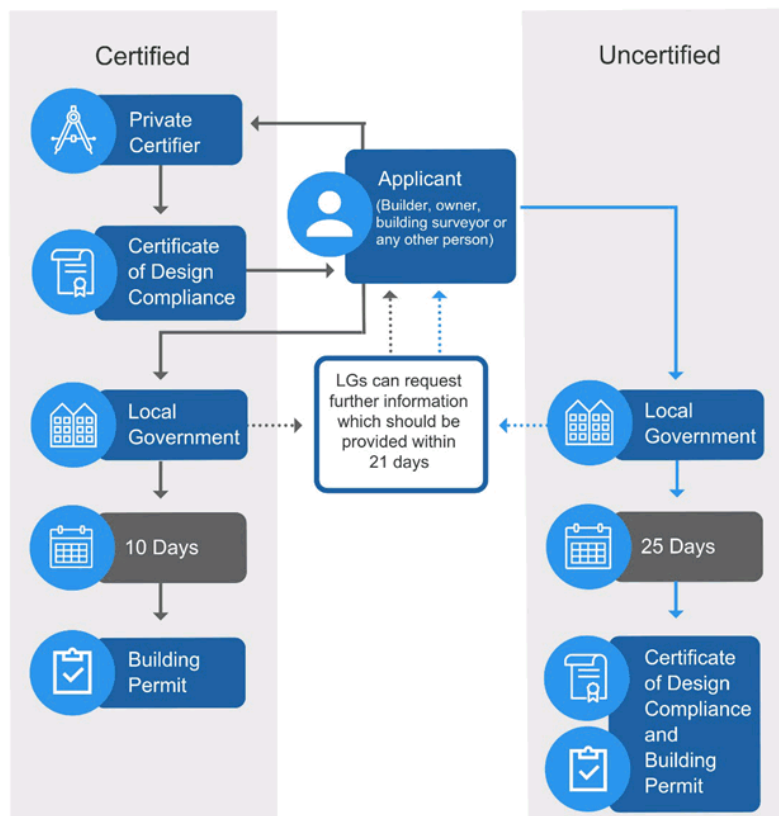 Certified
Private
Certifier
Certificate
of Design
Compliance
Local
Government
10 Days
Building
Permit
Applicant
(Builder, owner,
building surveyor or
any other person)
LGs can request
further information
which should be
provided within
21 days
Uncertified
Local
Government
25 Days
Certificate
of Design
Compliance
and
Building
Permit